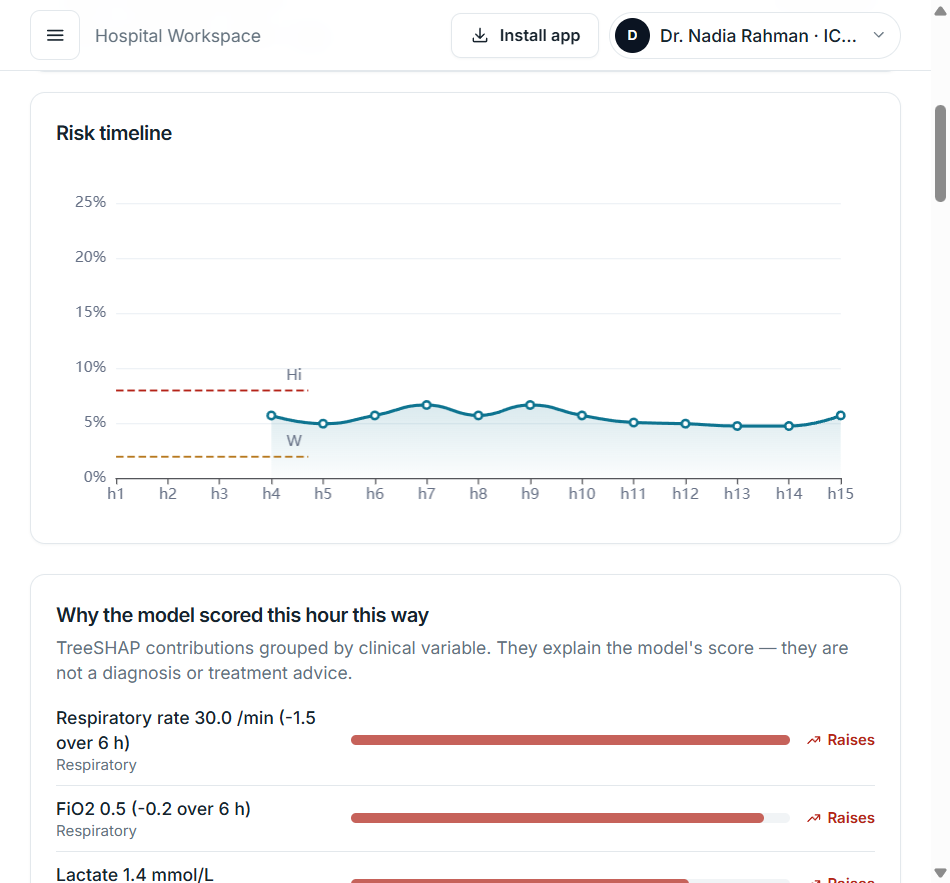 Hospital Workspace
Install app
D
Dr. Nadia Rahman · IC...
Risk timeline
25%
20%
15%
10%
Hi
5%
W
0%
h1 h2 h3 h4 h5 h6 h7 h8 h9 h10 h11 h12 h13 h14 h15
Why the model scored this hour this way
TreeSHAP contributions grouped by clinical variable. They explain the model's score — they are
not a diagnosis or treatment advice.
Respiratory rate 30.0 /min (-1.5
over 6 h)
Respiratory
Raises
FiO2 0.5 (-0.2 over 6 h)
Respiratory
Raises
Lactate 1.4 mmol/L
Raises